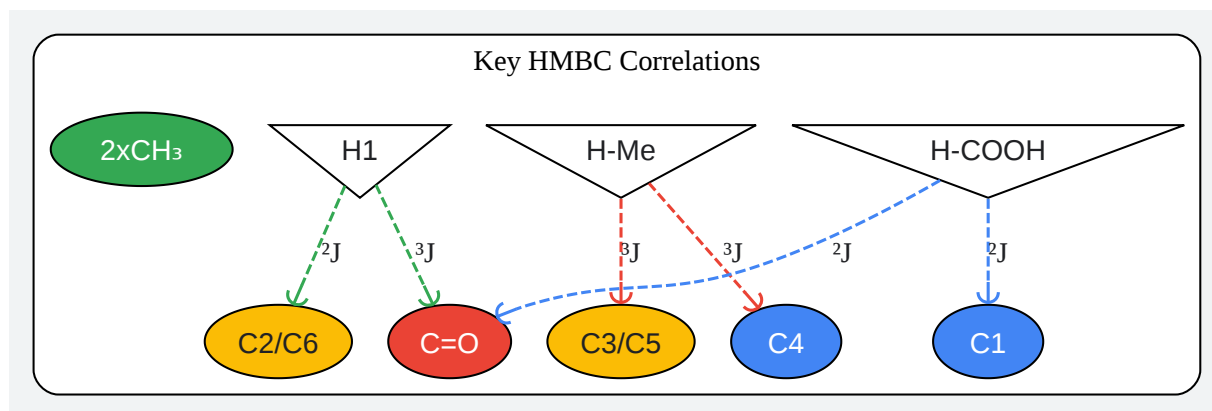 Key HMBC Correlations
2xCH₃
H1
H-Me
H-COOH
²J
³J
³J
³J
²J
²J
C2/C6
C=O
C3/C5
C4
C1